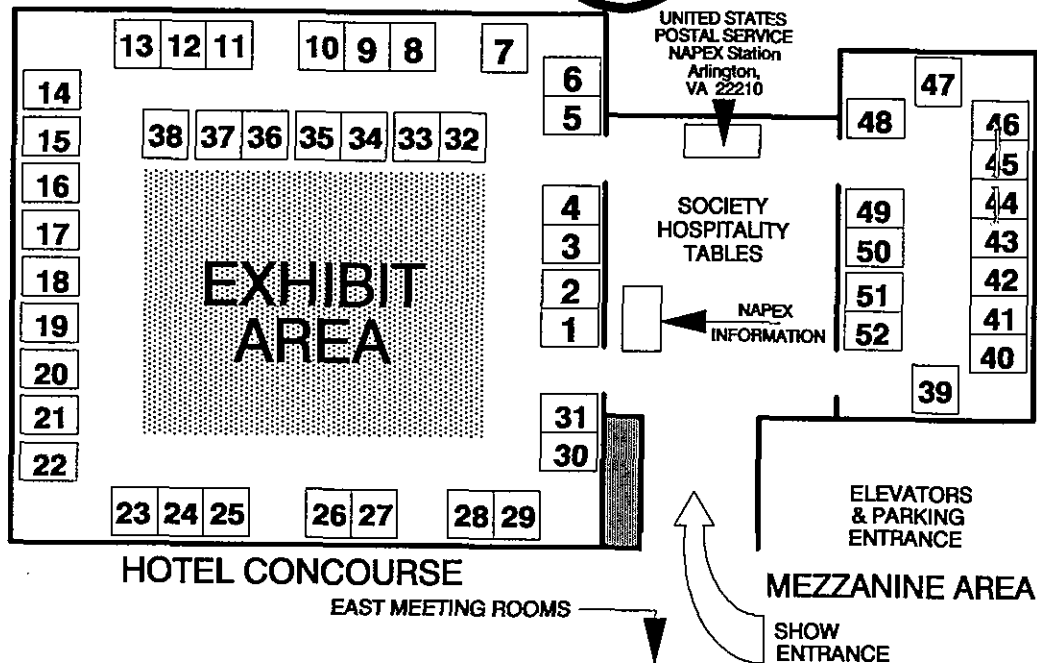 UNITED STATES
POSTAL SERVICE
NAPEX Station
Arlington,
VA 22210
13 12 11
10 9 8
7
6
5
47
48
46
45
44
43
42
41
40
14
15
16
17
18
19
20
21
22
38 37 36 35 34 33 32
4
3
2
1
SOCIETY
HOSPITALITY
TABLES
49
50
51
52
EXHIBIT
AREA
NAPEX
INFORMATION
39
31
30
23 24 25
26 27
28 29
ELEVATORS
& PARKING
ENTRANCE
HOTEL CONCOURSE
MEZZANINE AREA
EAST MEETING ROOMS
SHOW
ENTRANCE